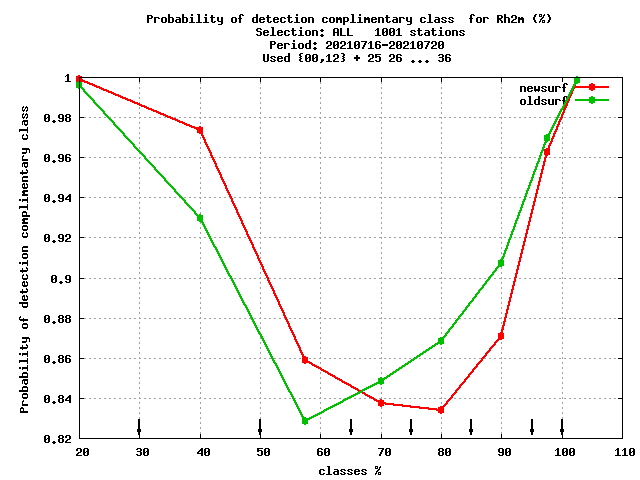 Probability of detection complimentary class  for Rh2m (%)
Selection: ALL   1001 stations
Period: 20210716-20210720
Used {00,12} + 25 26 ... 36
Probability of detection complimentary class
1
0,98
0,96
0,94
0,92
0,9
0,88
0,86
0,84
0,82
newsurf
oldsurf
20 30 40 50 60 70 80 90 100 110
classes %